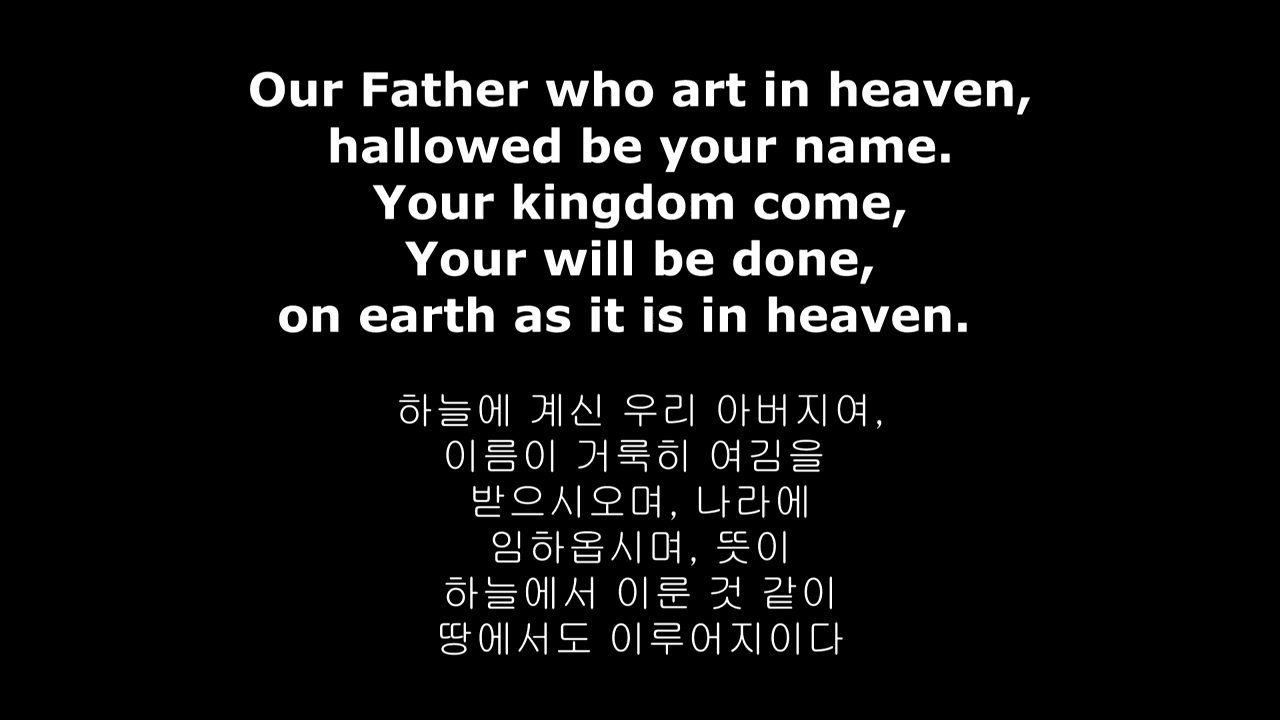 Our Father who art in heaven,
hallowed be your name.
Your kingdom come,
Your will be done,
on earth as it is in heaven.
하늘에 계신 우리 아버지여,
이름이 거룩히 여김을
받으시오며, 나라에
임하옵시며, 뜻이
하늘에서 이룬 것 같이
땅에서도 이루어지이다